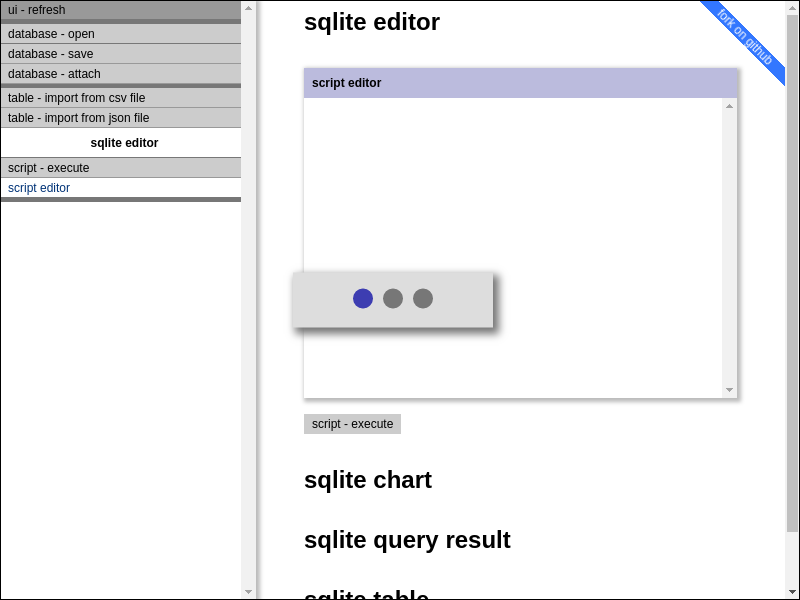 ui - refresh
database - open
database - save
database - attach
table - import from csv file
table - import from json file
sqlite editor
script - execute
script editor
sqlite editor
fork on github
script editor
script - execute
sqlite chart
sqlite query result
sqlite table